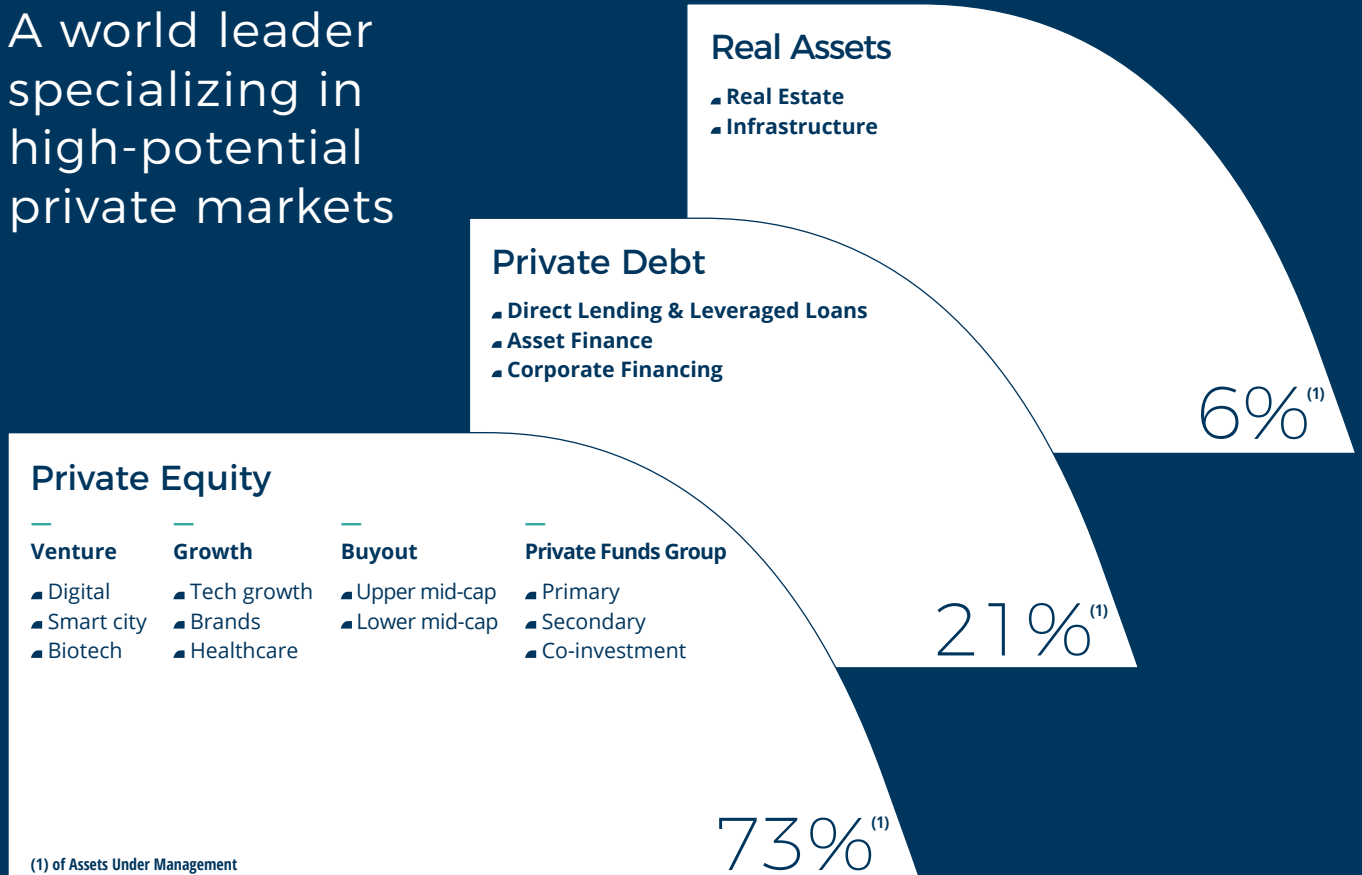 A world leader
specializing in
high-potential
private markets
Real Assets
Real Estate
Infrastructure
6%(1)
Private Debt
Direct Lending & Leveraged Loans
Asset Finance
Corporate Financing
21%(1)
Private Equity
Venture
Digital
Smart city
Biotech
Growth
Tech growth
Brands
Healthcare
Buyout
Upper mid-cap
Lower mid-cap
Private Funds Group
Primary
Secondary
Co-investment
73%(1)
(1) of Assets Under Management